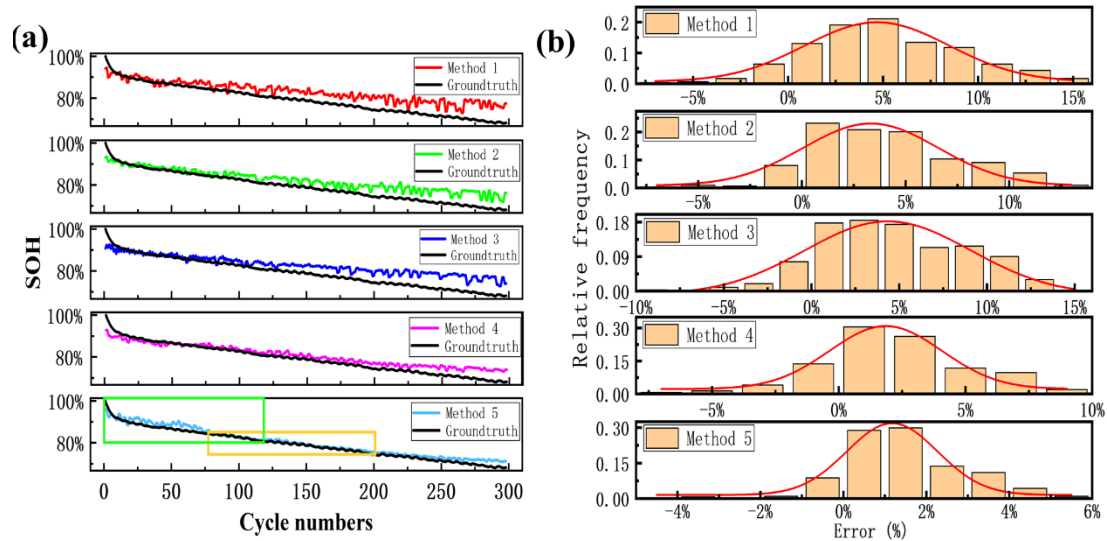 (a)
SOH
100%
80%
Method 1
Groundtruth
100%
80%
Method 2
Groundtruth
100%
80%
Method 3
Groundtruth
100%
80%
Method 4
Groundtruth
100%
80%
Method 5
Groundtruth
0 50 100 150 200 250 300
Cycle numbers
(b)
Relative frequency
0.2
0.1
0.0
Method 1
-5% 0% 5% 10% 15%
0.2
0.1
0.0
Method 2
-5% 0% 5% 10%
0.18
0.09
0.00
Method 3
-10% -5% 0% 5% 10% 15%
0.30
0.15
0.00
Method 4
-5% 0% 5% 10%
0.30
0.15
0.00
Method 5
-4% -2% 0% 2% 4% 6%
Error (%)